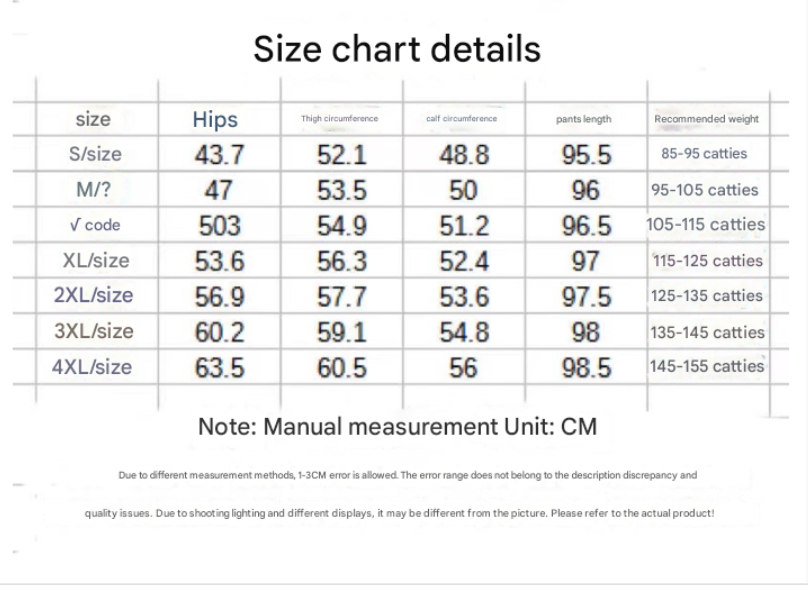 Size chart details
size Hips Thigh circumference calf circumference pants length Recommended weight
S/size 43.7 52.1 48.8 95.5 85-95 catties
M/? 47 53.5 50 96 95-105 catties
√ code 503 54.9 51.2 96.5 105-115 catties
XL/size 53.6 56.3 52.4 97 115-125 catties
2XL/size 56.9 57.7 53.6 97.5 125-135 catties
3XL/size 60.2 59.1 54.8 98 135-145 catties
4XL/size 63.5 60.5 56 98.5 145-155 catties
Note: Manual measurement Unit: CM
Due to different measurement methods, 1-3CM error is allowed. The error range does not belong to the description discrepancy and
quality issues. Due to shooting lighting and different displays, it may be different from the picture. Please refer to the actual product!